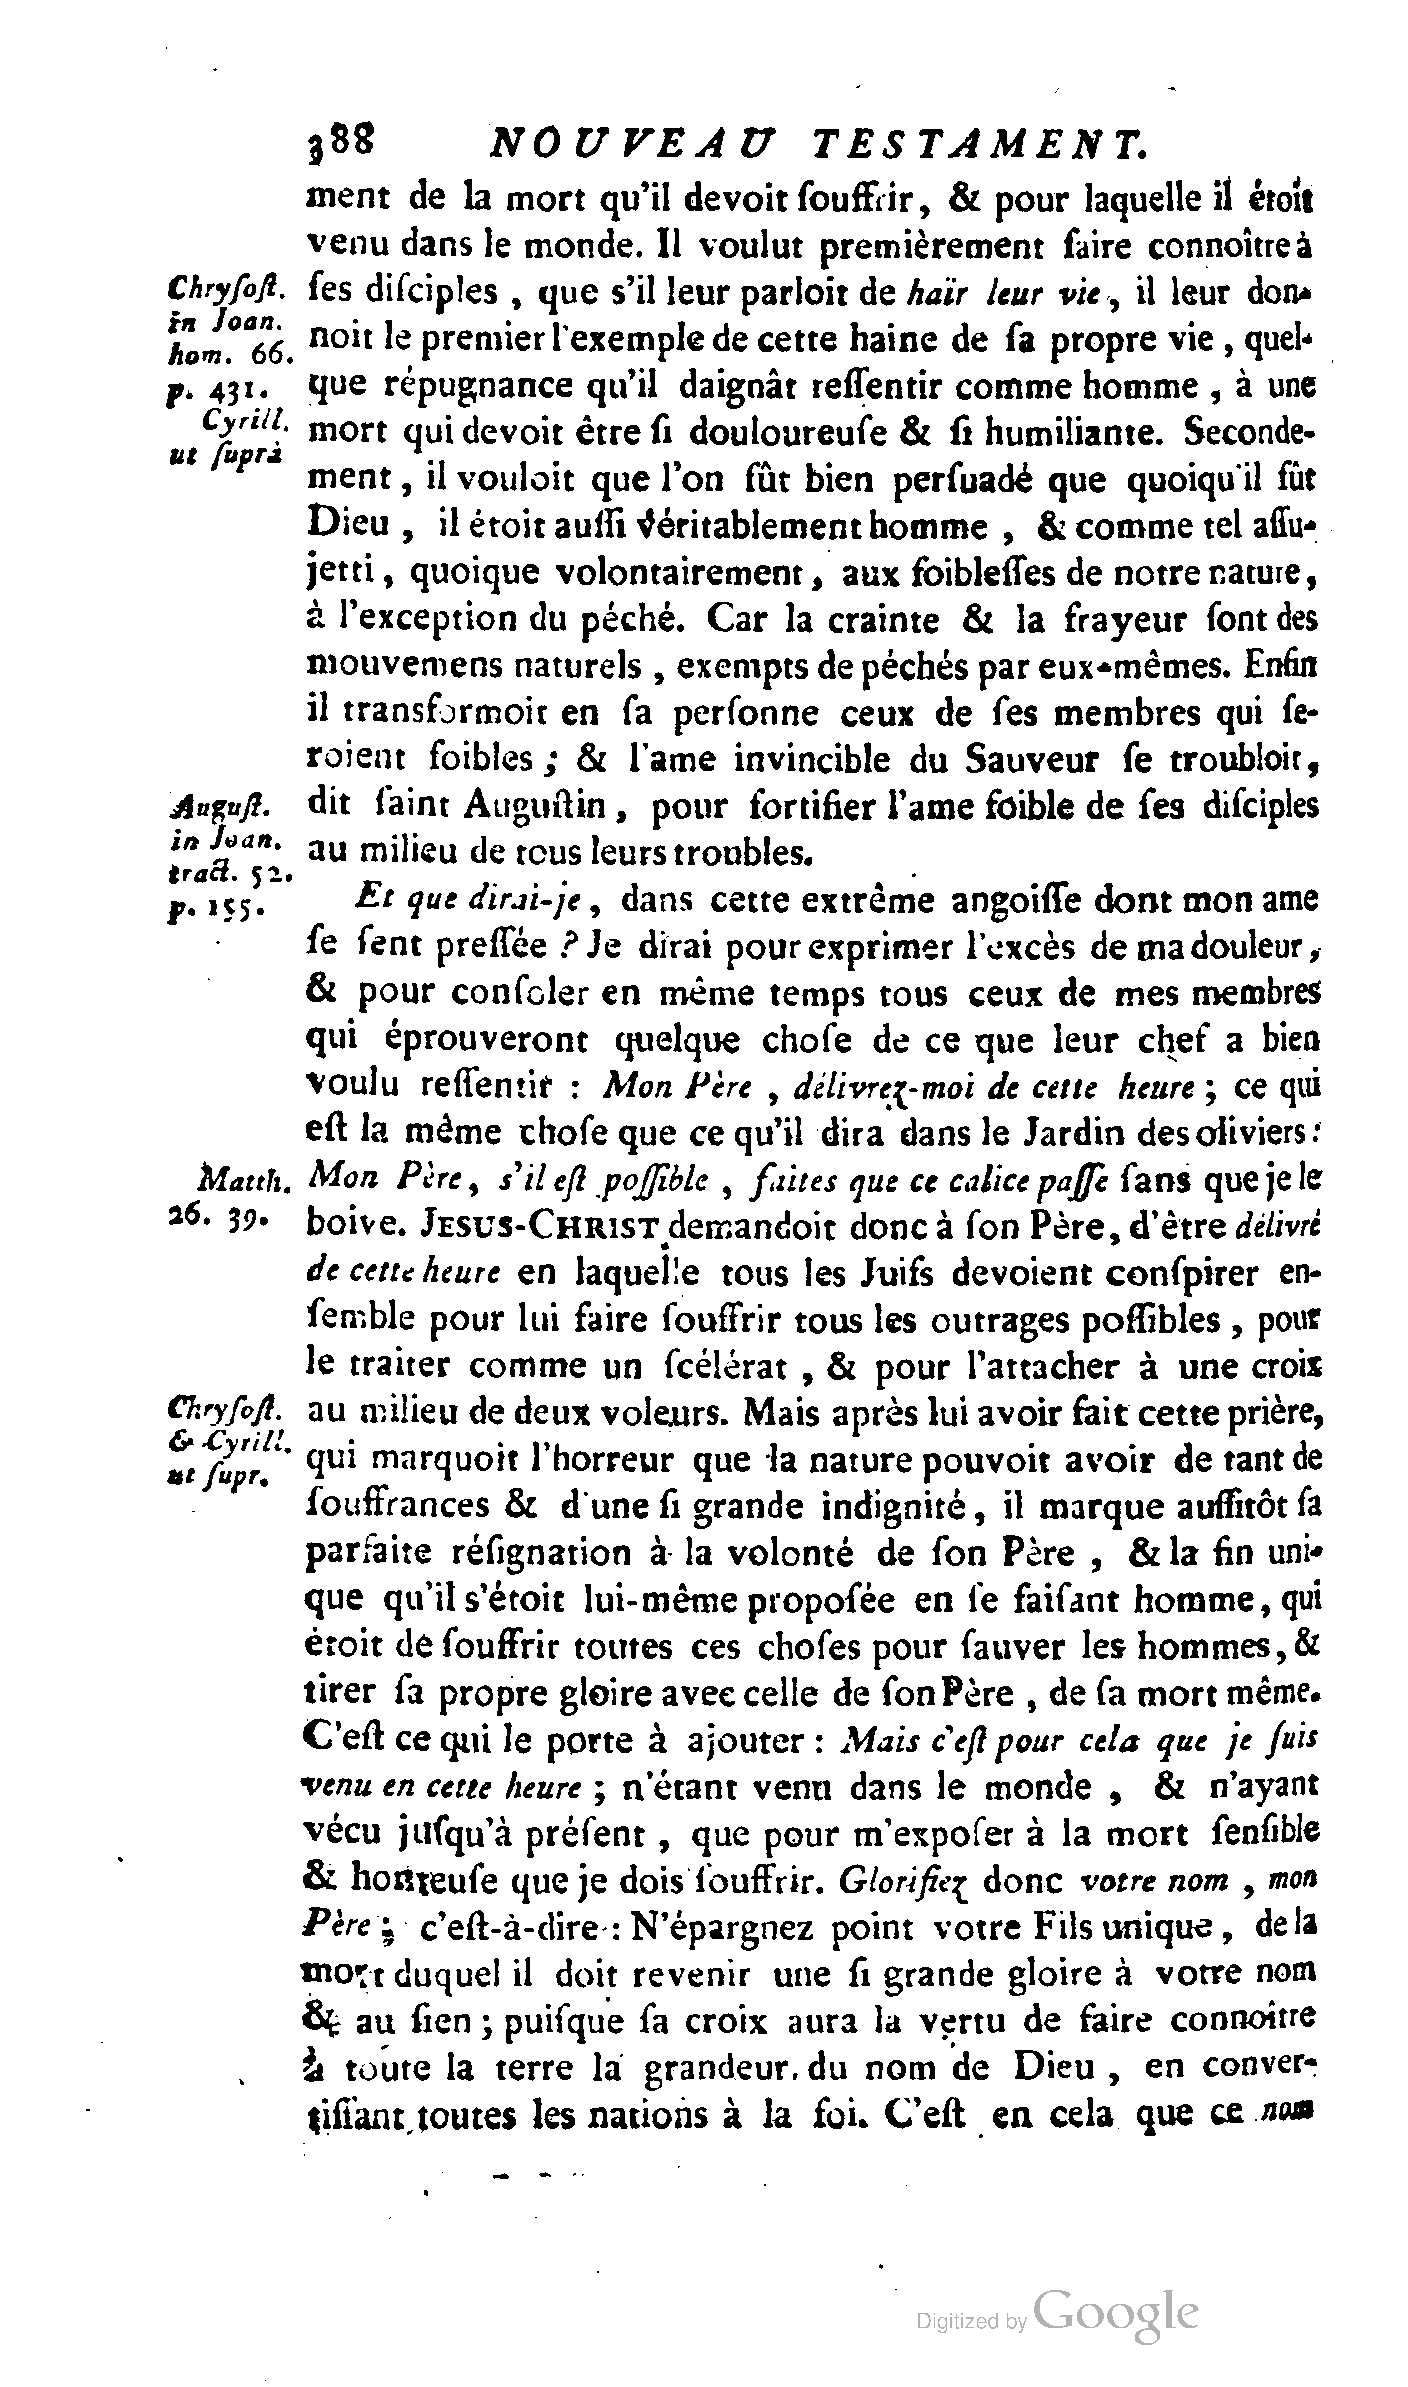 388 NOUVEAU TESTAMENT.
ment de la mort qu'il devoit ſouffrir, & pour laquelle il étoit
venu dans le monde. Il voulut premièrement faire connoître à
ſes diſciples , que s'il leur parloit de haïr leur vie , il leur don-
noit le premier l'exemple de cette haine de ſa propre vie , quel-
que répugnance qu'il daignât reſſentir comme homme , à une
mort qui devoit être ſi douloureuſe & ſi humiliante. Seconde-
ment , il vouloit que l'on fût bien perſuadé que quoiqu'il fût
Dieu , il étoit auſſi véritablement homme , & comme tel aſſu-
jetti , quoique volontairement , aux foibleſſes de notre nature,
à l'exception du péché. Car la crainte & la frayeur ſont des
mouvemens naturels , exempts de péchés par eux-mêmes. Enfin
il transformoit en ſa perſonne ceux de ſes membres qui ſe-
roient foibles ; & l'ame invincible du Sauveur ſe troubloit,
dit ſaint Auguſtin , pour fortifier l'ame foible de ſes diſciples
au milieu de tous leurs troubles.
Et que dirai-je, dans cette extrême angoiſſe dont mon ame
ſe ſent preſſée ? Je dirai pour exprimer l'excès de ma douleur,
& pour conſoler en même temps tous ceux de mes membres
qui éprouveront quelque choſe de ce que leur chef a bien
voulu reſſentir : Mon Père , délivrez-moi de cette heure ; ce qui
eſt la même choſe que ce qu'il dira dans le Jardin des oliviers :
Mon Père, s'il eſt poſſible , faites que ce calice paſſe ſans que je le
boive. JESUS-CHRIST demandoit donc à ſon Père, d'être délivré
de cette heure en laquelle tous les Juifs devoient conſpirer en-
ſemble pour lui faire ſouffrir tous les outrages poſſibles , pour
le traiter comme un ſcélérat , & pour l'attacher à une croix
au milieu de deux voleurs. Mais après lui avoir fait cette prière,
qui marquoit l'horreur que la nature pouvoit avoir de tant de
ſouffrances & d'une ſi grande indignité, il marque auſſitôt ſa
parfaite réſignation à la volonté de ſon Père , & la fin uni-
que qu'il s'étoit lui-même propoſée en ſe faiſant homme, qui
étoit de ſouffrir toutes ces choſes pour ſauver les hommes, &
tirer ſa propre gloire avec celle de ſon Père , de ſa mort même.
C'eſt ce qui le porte à ajouter : Mais c'eſt pour cela que je ſuis
venu en cette heure ; n'étant venu dans le monde , & n'ayant
vécu juſqu'à préſent , que pour m'expoſer à la mort ſenſible
& honteuſe que je dois ſouffrir. Glorifiez donc votre nom , mon
Père ; c'eſt-à-dire : N'épargnez point votre Fils unique, de la
mort duquel il doit revenir une ſi grande gloire à votre nom
& au ſien ; puiſque ſa croix aura la vertu de faire connoître
à toute la terre la grandeur du nom de Dieu , en conver-
tiſſant toutes les nations à la foi. C'eſt en cela que ce nom
Chryſoſt.
in Joan.
hom. 66.
p. 431.
Cyrill.
ut ſuprà
Auguſt.
in Joan.
tract. 52.
p. 155.
Matth.
26. 39.
Chryſoſt.
& Cyrill.
ut ſupr.
Digitized by Google